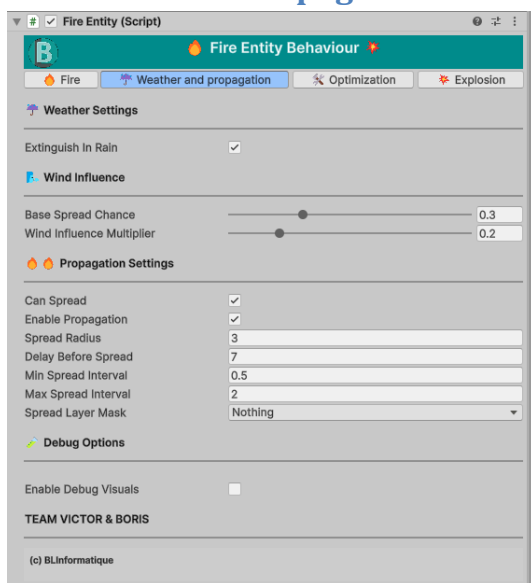 Fire Entity (Script)
B
Fire Entity Behaviour
Fire
Weather and propagation
Optimization
Explosion
Weather Settings
Extinguish In Rain
Wind Influence
Base Spread Chance 0.3
Wind Influence Multiplier 0.2
Propagation Settings
Can Spread
Enable Propagation
Spread Radius 3
Delay Before Spread 7
Min Spread Interval 0.5
Max Spread Interval 2
Spread Layer Mask Nothing
Debug Options
Enable Debug Visuals
TEAM VICTOR & BORIS
(c) BLInformatique